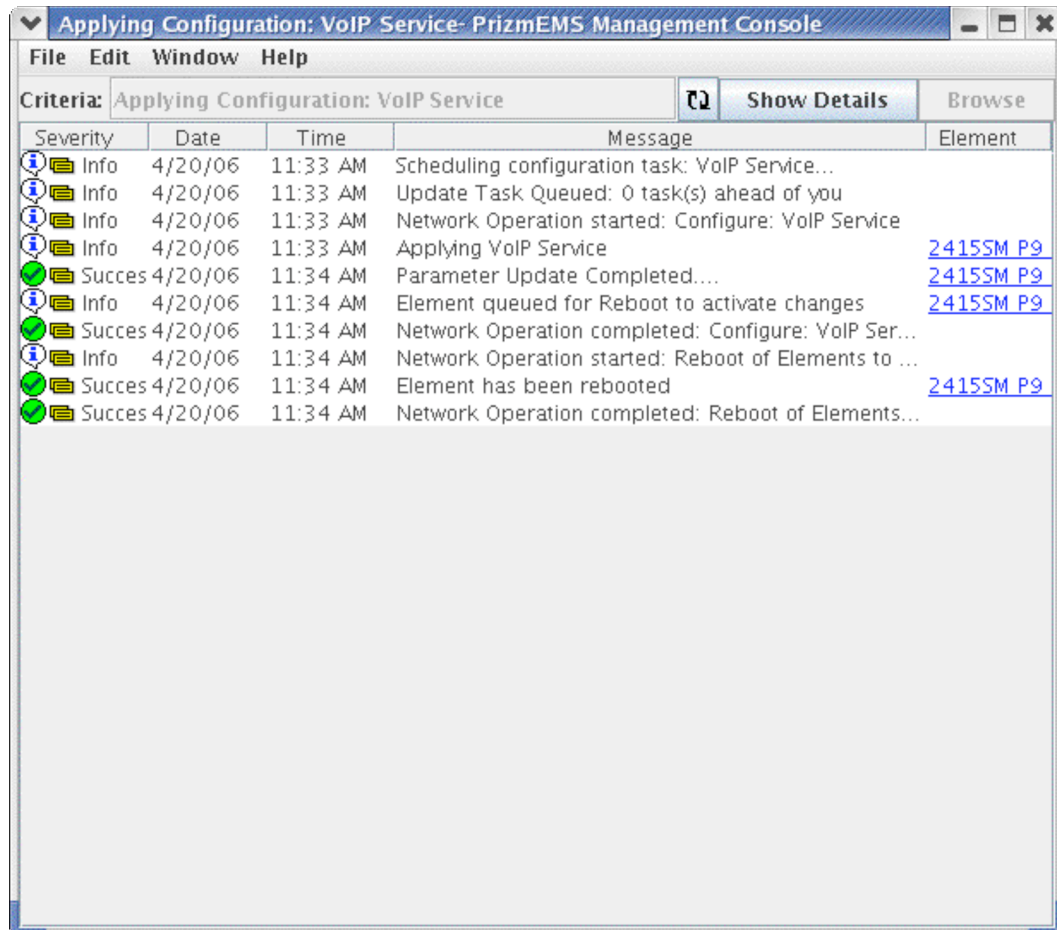 Applying Configuration: VoIP Service- PrizmEMS Management Console
File Edit Window Help
Criteria: Applying Configuration: VoIP Service Show Details Browse
Severity Date Time Message Element
Info 4/20/06 11:33 AM Scheduling configuration task: VoIP Service...
Info 4/20/06 11:33 AM Update Task Queued: 0 task(s) ahead of you
Info 4/20/06 11:33 AM Network Operation started: Configure: VoIP Service
Info 4/20/06 11:33 AM Applying VoIP Service 2415SM P9
Succes 4/20/06 11:34 AM Parameter Update Completed.... 2415SM P9
Info 4/20/06 11:34 AM Element queued for Reboot to activate changes 2415SM P9
Succes 4/20/06 11:34 AM Network Operation completed: Configure: VoIP Ser...
Info 4/20/06 11:34 AM Network Operation started: Reboot of Elements to ...
Succes 4/20/06 11:34 AM Element has been rebooted 2415SM P9
Succes 4/20/06 11:34 AM Network Operation completed: Reboot of Elements...